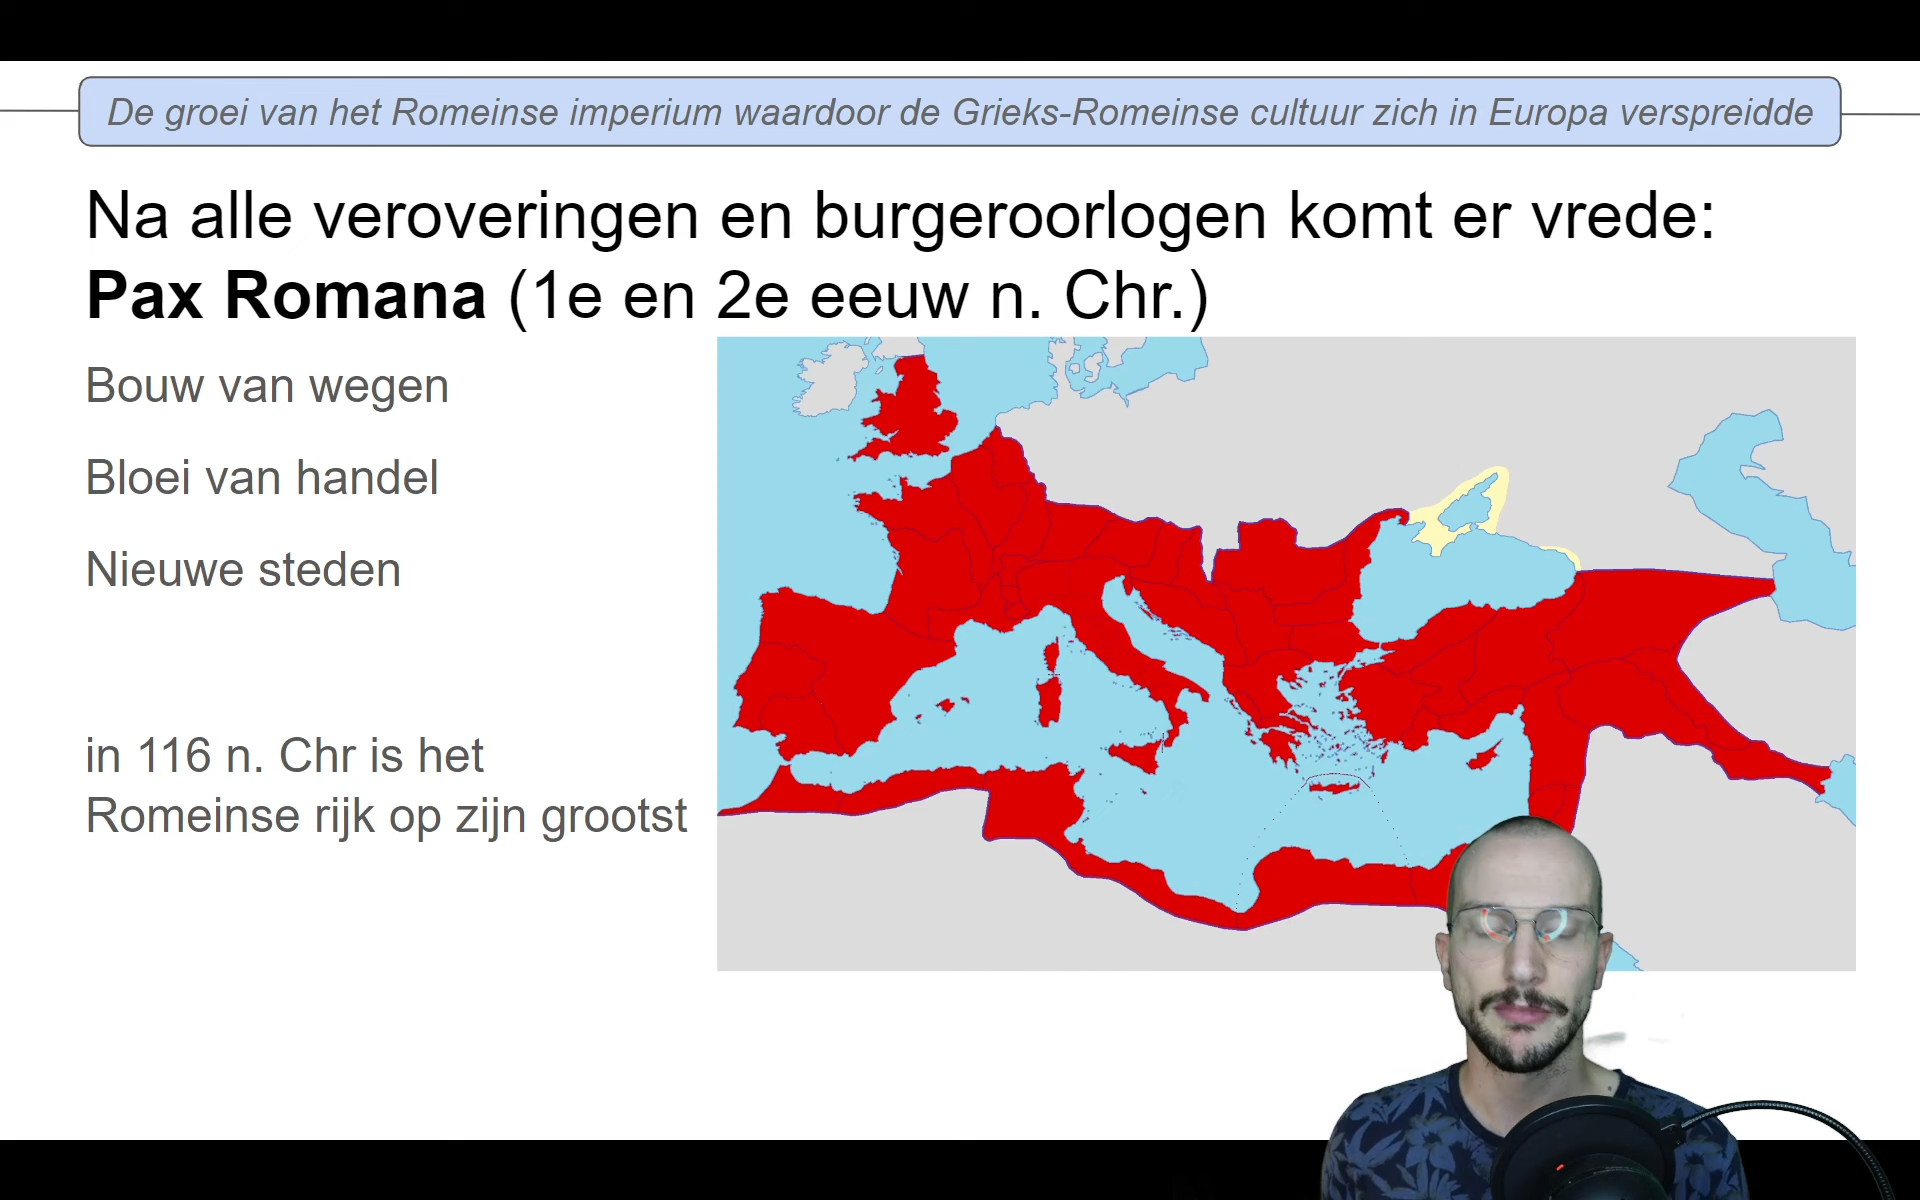 De groei van het Romeinse imperium waardoor de Grieks-Romeinse cultuur zich in Europa verspreidde
Na alle veroveringen en burgeroorlogen komt er vrede:
Pax Romana (1e en 2e eeuw n. Chr.)
Bouw van wegen
Bloei van handel
Nieuwe steden
in 116 n. Chr is het
Romeinse rijk op zijn grootst